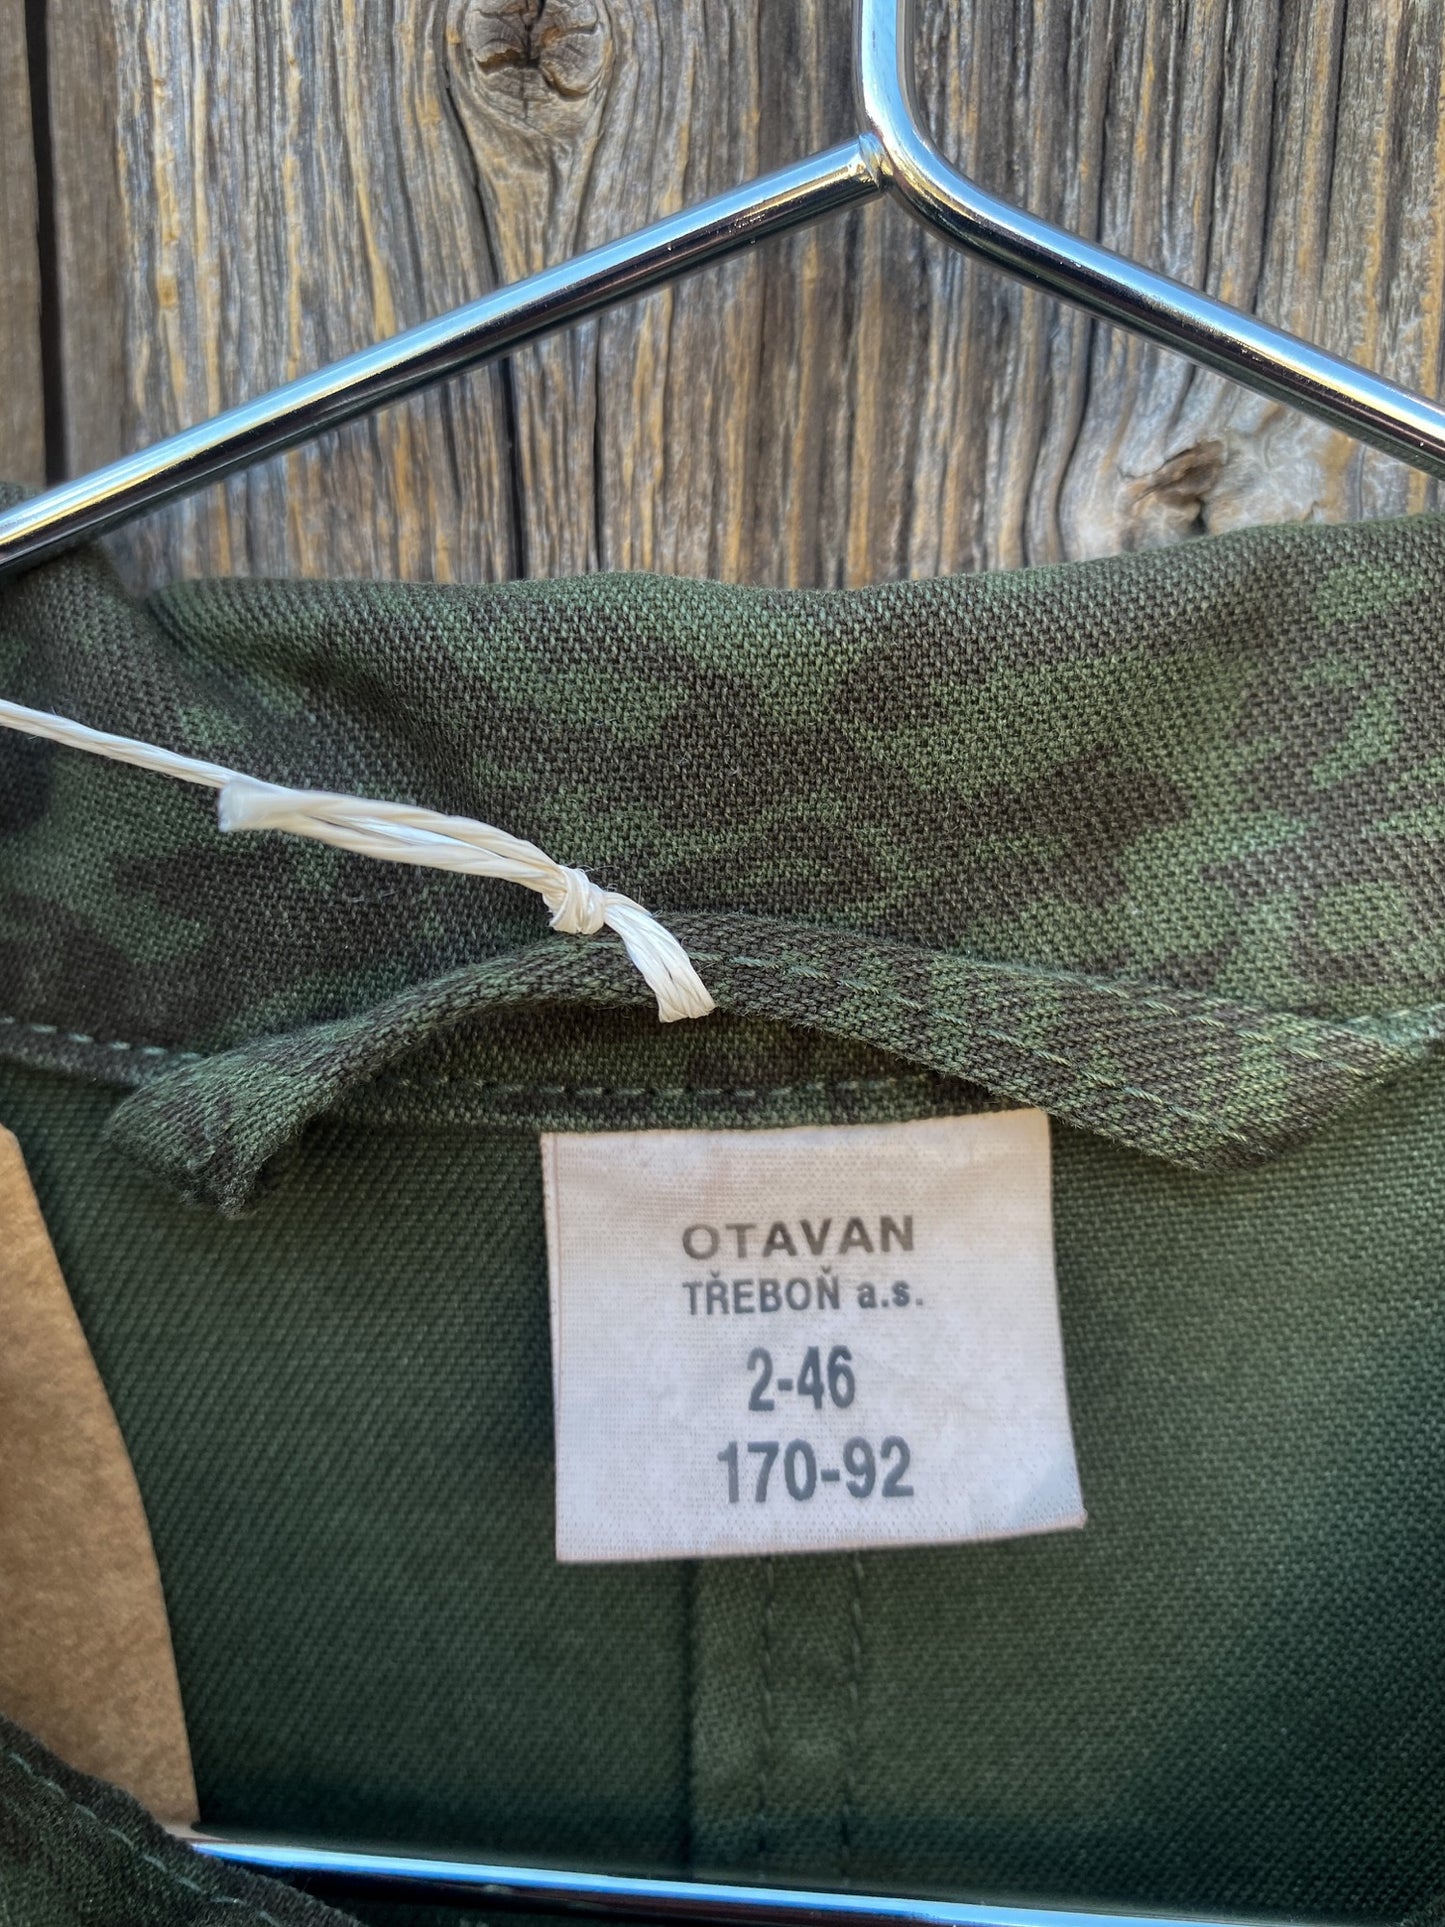 OTAVAN
TŘEBOŇ a.s.
2-46
170-92